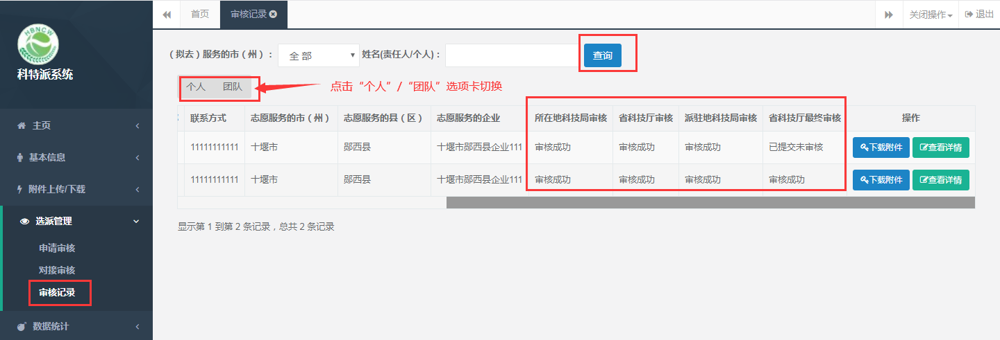 首页
审核记录
关闭操作
退出
HBNCW
科特派系统
主页
基本信息
附件上传/下载
选派管理
申请审核
对接审核
审核记录
数据统计
（拟去）服务的市（州）：
全 部
姓名(责任人/个人)：
查询
个人 团队
点击“个人”/“团队”选项卡切换
联系方式 志愿服务的市（州） 志愿服务的县（区） 志愿服务的企业 所在地科技局审核 省科技厅审核 派驻地科技局审核 省科技厅最终审核 操作
11111111111 十堰市 郧西县 十堰市郧西县企业111 审核成功 审核成功 审核成功 已提交未审核 下载附件 查看详情
11111111111 十堰市 郧西县 十堰市郧西县企业111 审核成功 审核成功 审核成功 审核成功 下载附件 查看详情
显示第 1 到第 2 条记录，总共 2 条记录